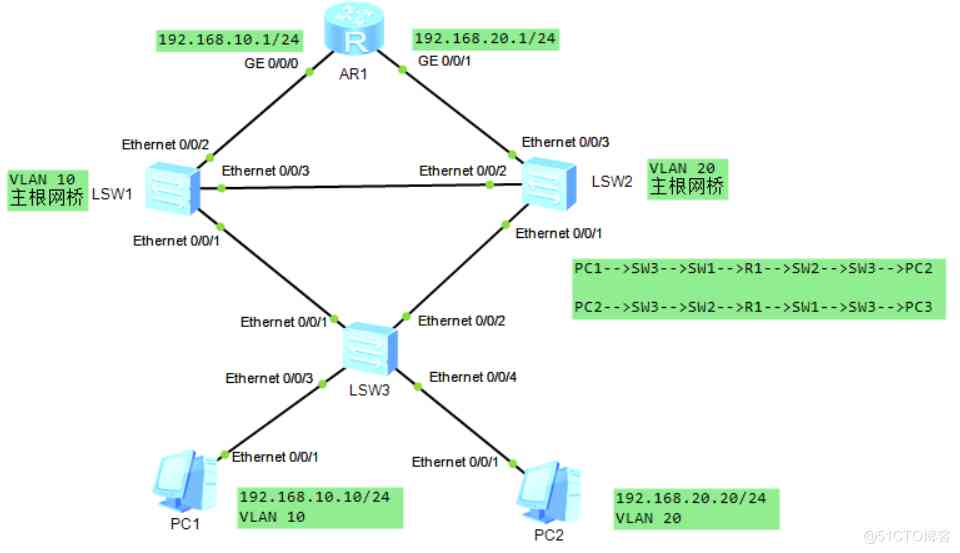 192.168.10.1/24
192.168.20.1/24
R
GE 0/0/0
GE 0/0/1
AR1
Ethernet 0/0/2
Ethernet 0/0/3
VLAN 10
主根网桥
LSW1
Ethernet 0/0/3
Ethernet 0/0/2
LSW2
VLAN 20
主根网桥
Ethernet 0/0/1
Ethernet 0/0/1
PC1-->SW3-->SW1-->R1-->SW2-->SW3-->PC2
PC2-->SW3-->SW2-->R1-->SW1-->SW3-->PC3
Ethernet 0/0/1
Ethernet 0/0/2
LSW3
Ethernet 0/0/3
Ethernet 0/0/4
Ethernet 0/0/1
Ethernet 0/0/1
PC1
192.168.10.10/24
VLAN 10
PC2
192.168.20.20/24
VLAN 20
@51CTO博客